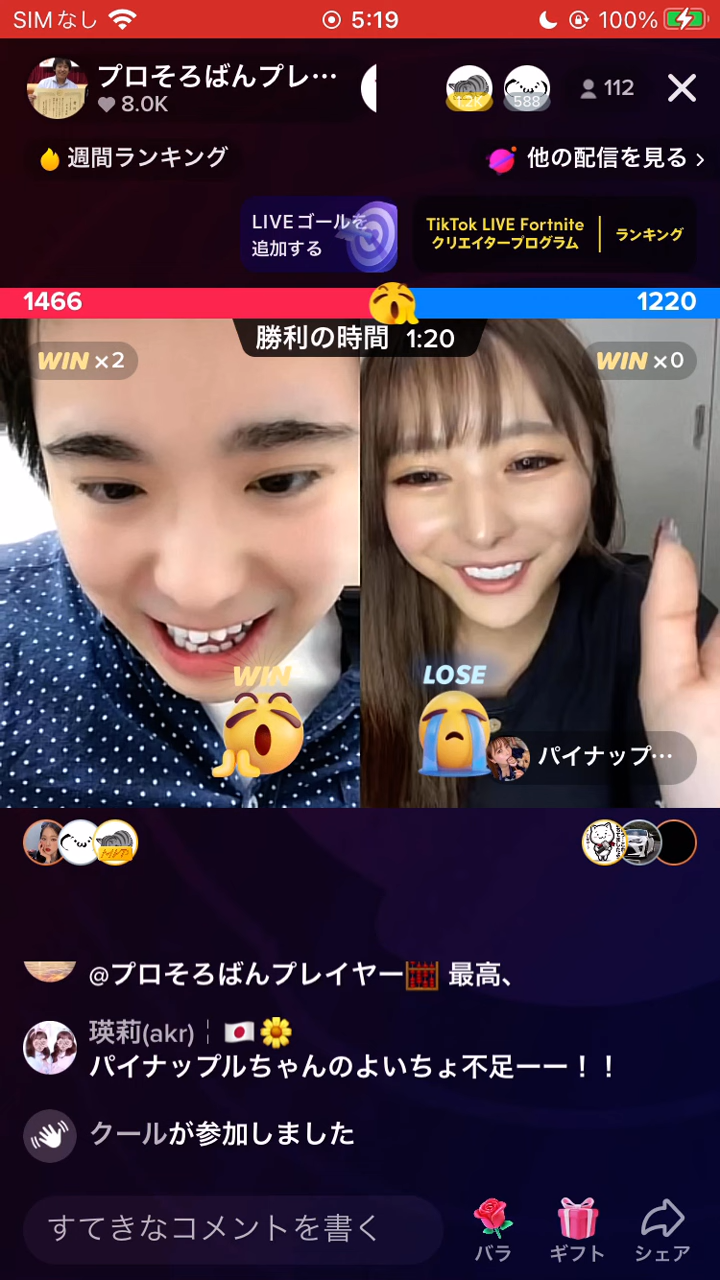 SIMなし
5:19
100%
プロそろばんプレ…
8.0K
12K
588
112
週間ランキング
他の配信を見る
LIVEゴールを
追加する
TikTok LIVE Fortnite
クリエイタープログラム
ランキング
1466
1220
勝利の時間 1:20
WIN ×2
WIN ×0
WIN
LOSE
パイナップ…
@プロそろばんプレイヤー🧮 最高、
瑛莉(akr)┆🇯🇵🌼
パイナップルちゃんのよいちょ不足ーー！！
クールが参加しました
すてきなコメントを書く
バラ
ギフト
シェア